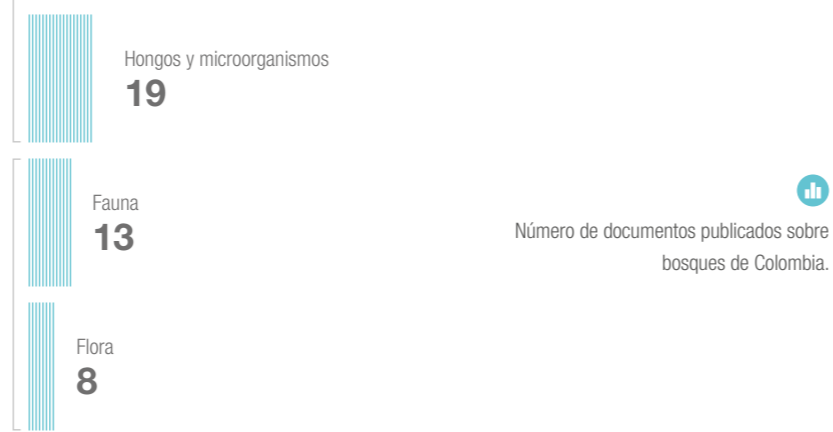 Hongos y microorganismos
19
Fauna
13
Número de documentos publicados sobre
bosques de Colombia.
Flora
8